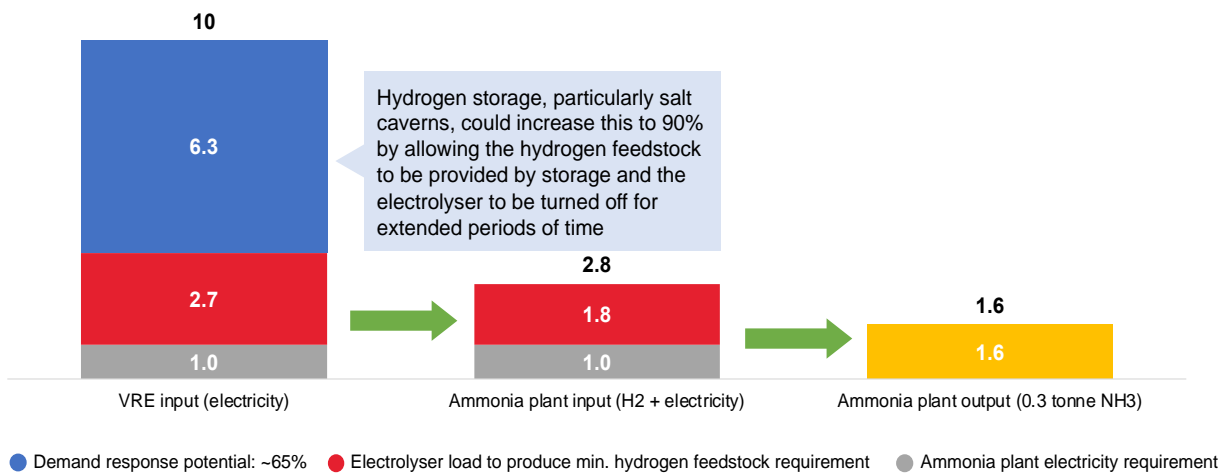 10
6.3
2.7
1.0
Hydrogen storage, particularly salt
caverns, could increase this to 90%
by allowing the hydrogen feedstock
to be provided by storage and the
electrolyser to be turned off for
extended periods of time
2.8
1.8
1.0
1.6
1.6
VRE input (electricity)
Ammonia plant input (H2 + electricity)
Ammonia plant output (0.3 tonne NH3)
Demand response potential: ~65%
Electrolyser load to produce min. hydrogen feedstock requirement
Ammonia plant electricity requirement